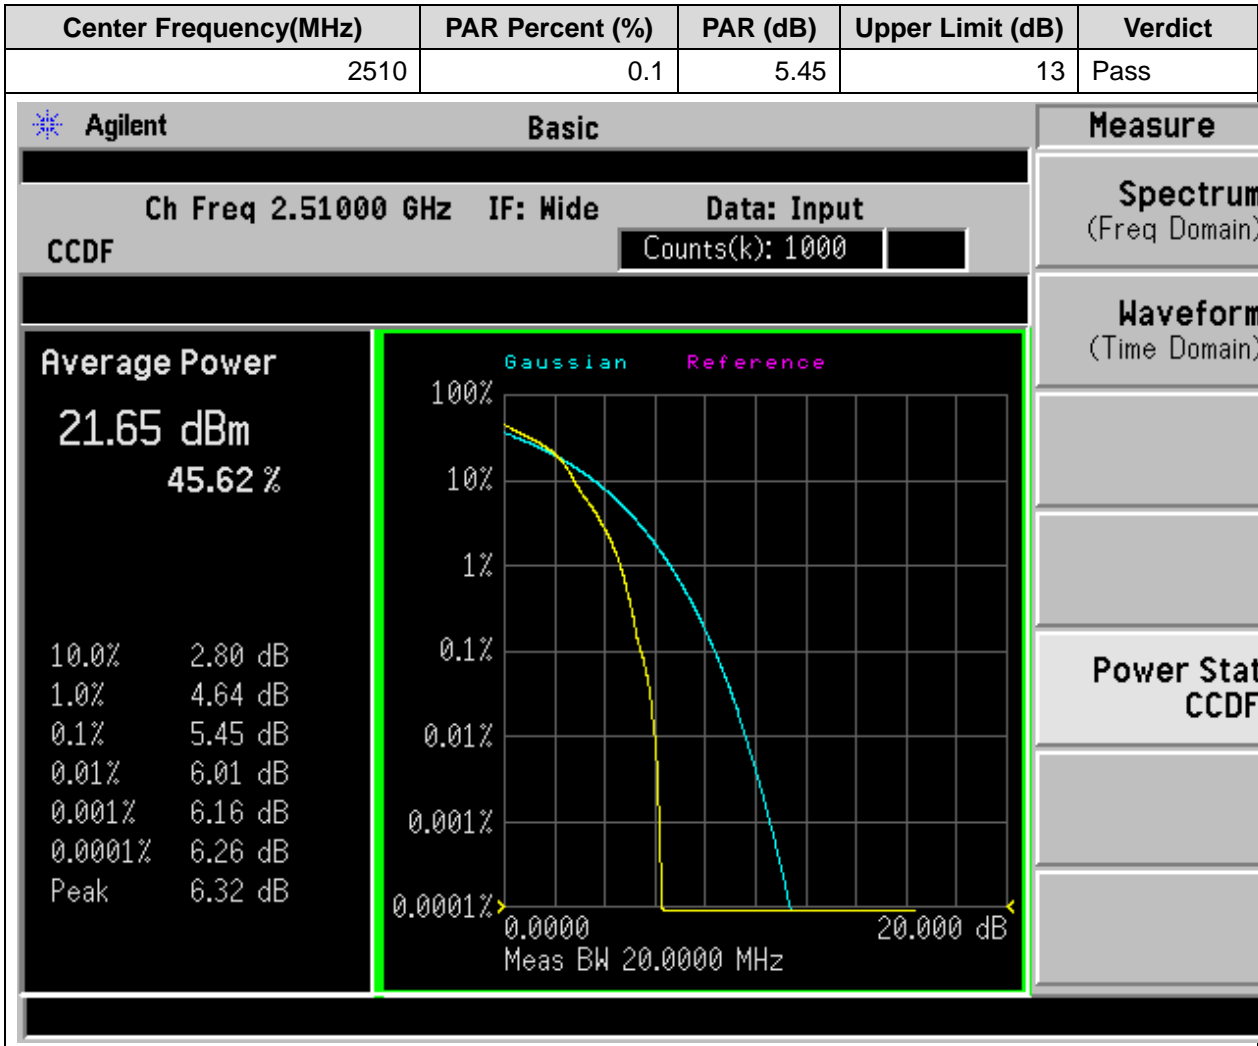 Center Frequency(MHz) PAR Percent (%) PAR (dB) Upper Limit (dB) Verdict
2510 0.1 5.45 13 Pass
Agilent Basic Measure
Ch Freq 2.51000 GHz IF: Wide Data: Input
CCDF Counts(k): 1000
Spectrum
(Freq Domain)
Waveform
(Time Domain)
Power Stat
CCDF
Average Power
21.65 dBm
45.62 %
10.0% 2.80 dB
1.0% 4.64 dB
0.1% 5.45 dB
0.01% 6.01 dB
0.001% 6.16 dB
0.0001% 6.26 dB
Peak 6.32 dB
Gaussian Reference
100%
10%
1%
0.1%
0.01%
0.001%
0.0001%
0.0000 20.000 dB
Meas BW 20.0000 MHz